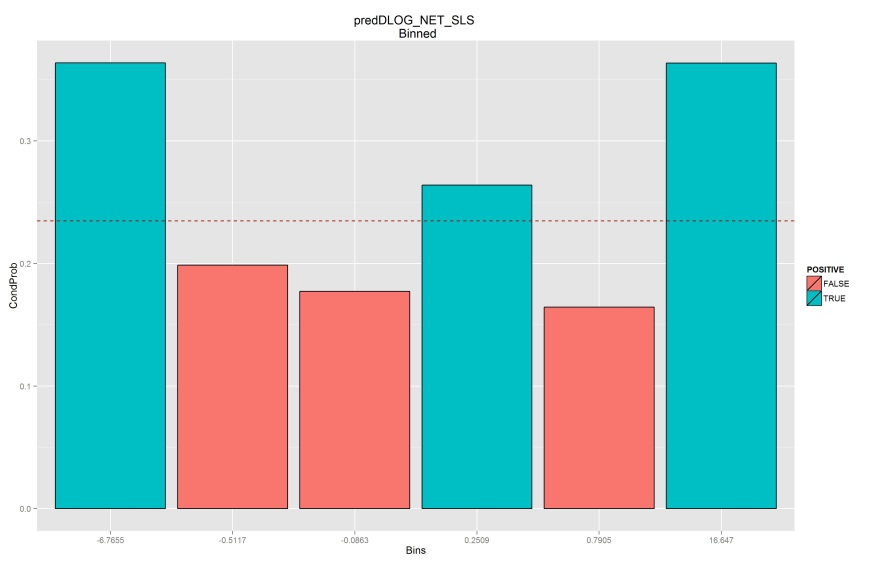 predDLOG_NET_SLS
Binned
CondProb
0.3
0.2
0.1
0.0
-6.7655
-0.5117
-0.0863
0.2509
0.7905
16.647
Bins
POSITIVE
FALSE
TRUE